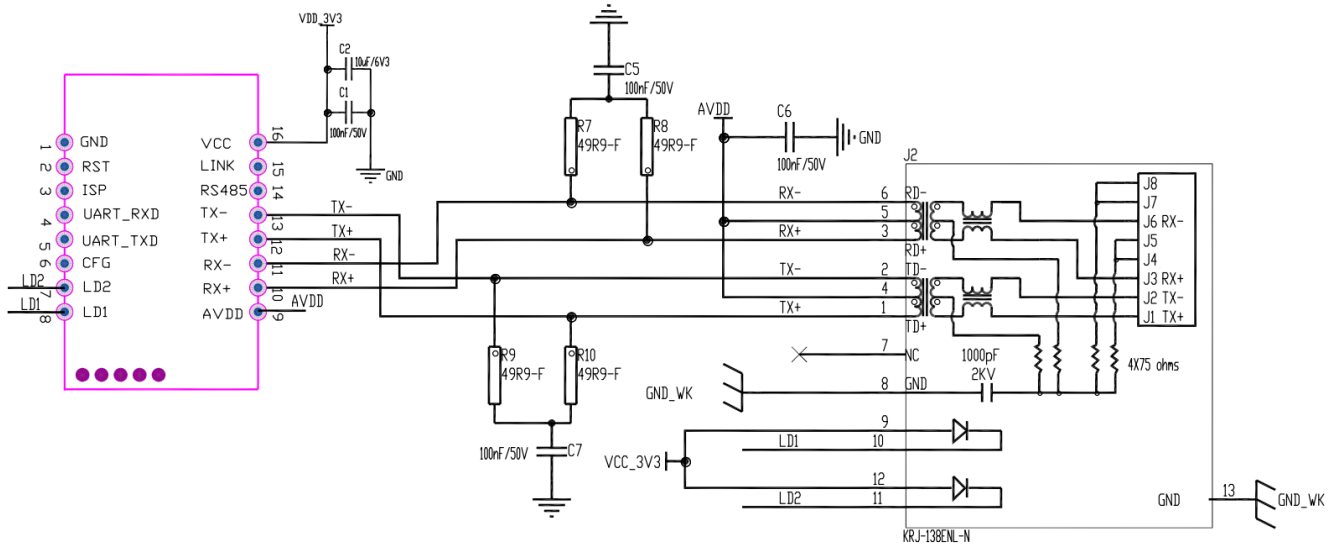 VDD_3V3
C2
10uF/6V3
C1
100nF/50V
GND
1 GND
2 RST
3 ISP
4 UART_RXD
5 UART_TXD
6 CFG
LD2 7 LD2
LD1 8 LD1
VCC 16
LINK 15
RS485 14
TX- 13 TX-
TX+ 12 TX+
RX- 11 RX-
RX+ 10 RX+
AVDD 9 AVDD
C5
100nF/50V
R7
49R9-F
R8
49R9-F
R9
49R9-F
R10
49R9-F
100nF/50V C7
AVDD
C6
100nF/50V
GND
J2
RX- 6 RD-
5
RX+ 3 RD+
TX- 2 TD-
4
TX+ 1 TD+
7 NC
GND_WK 8 GND
1000pF
2KV
4X75 ohms
J8
J7
J6 RX-
J5
J4
J3 RX+
J2 TX-
J1 TX+
9
LD1 10
VCC_3V3
12
LD2 11
GND 13 GND_WK
KRJ-138ENL-N